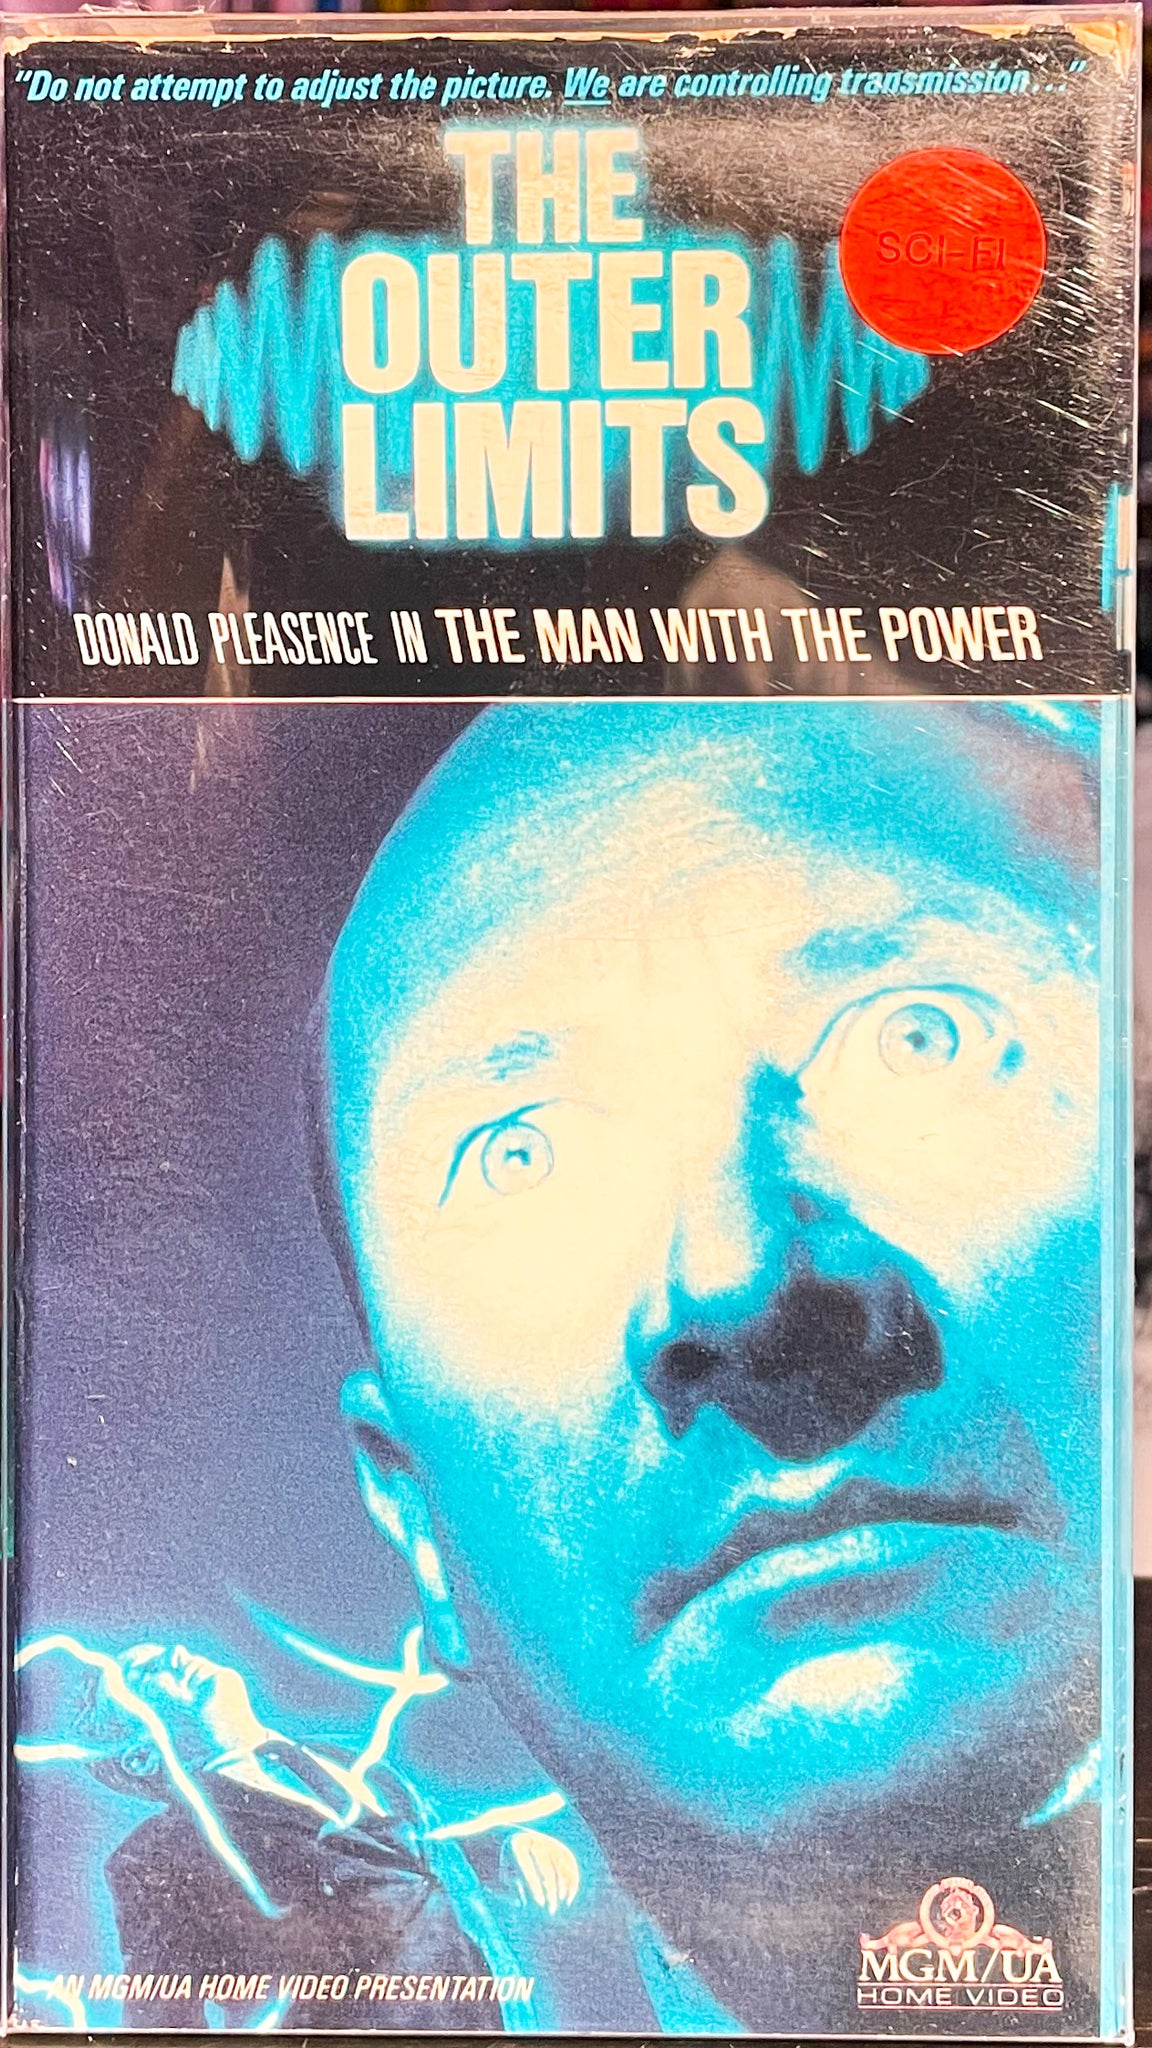 "Do not attempt to adjust the picture. We are controlling transmission..."
THE
OUTER
LIMITS
SCI-FI
DONALD PLEASENCE IN THE MAN WITH THE POWER
AN MGM/UA HOME VIDEO PRESENTATION
MGM/UA
HOME VIDEO